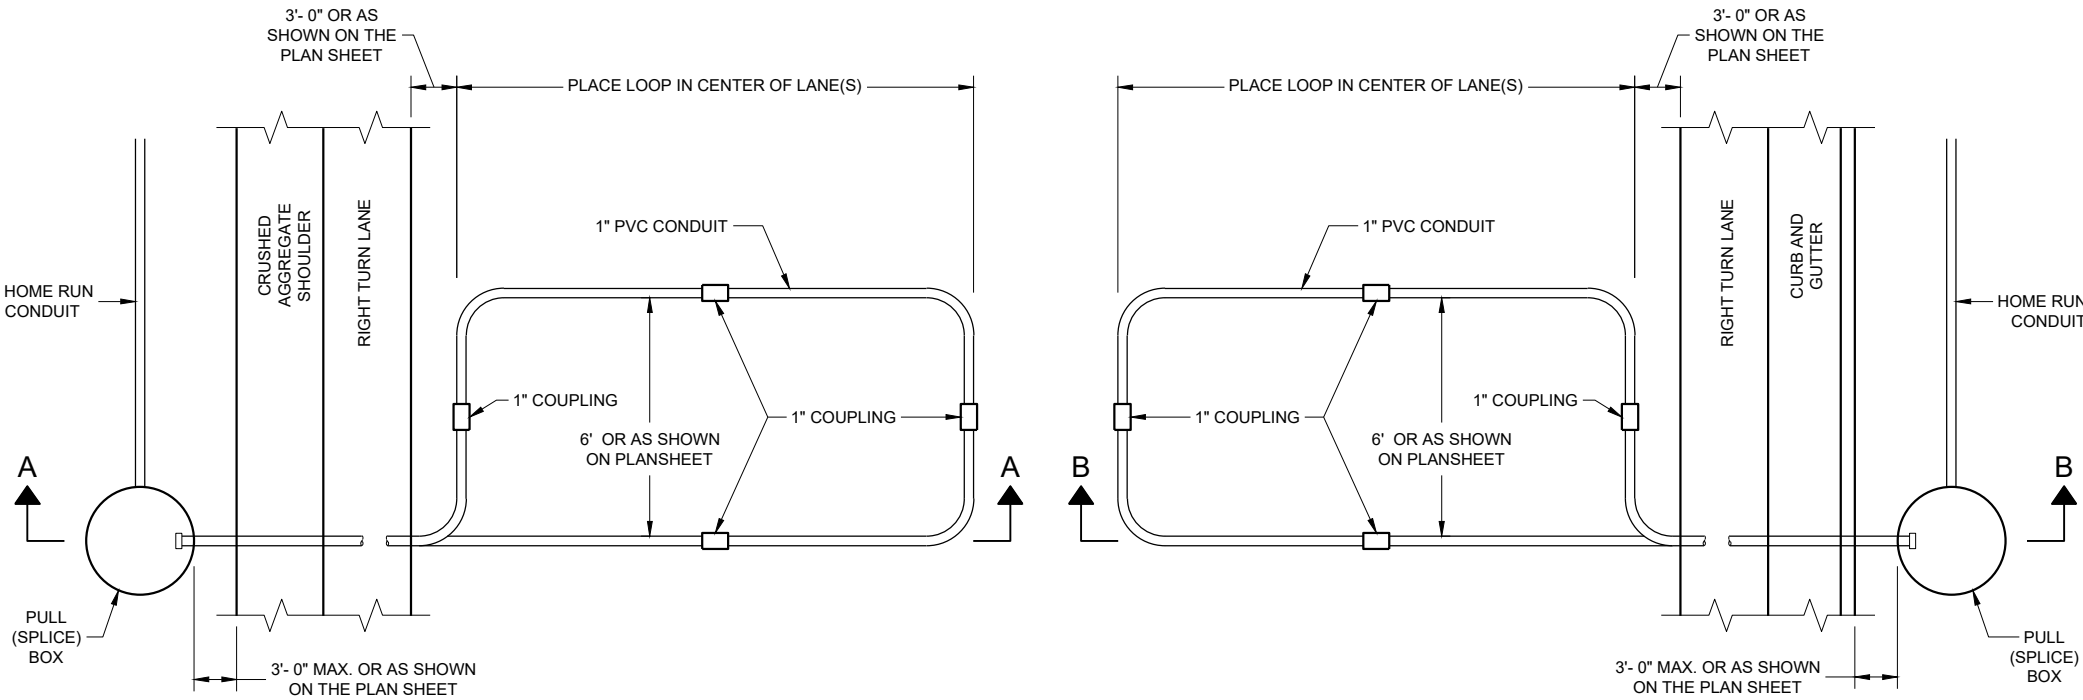 3'- 0" OR AS
SHOWN ON THE
PLAN SHEET
PLACE LOOP IN CENTER OF LANE(S)
CRUSHED
AGGREGATE
SHOULDER
RIGHT TURN LANE
1" PVC CONDUIT
HOME RUN
CONDUIT
1" COUPLING
6' OR AS SHOWN
ON PLANSHEET
1" COUPLING
A
A
PULL
(SPLICE)
BOX
3'- 0" MAX. OR AS SHOWN
ON THE PLAN SHEET
3'- 0" OR AS
SHOWN ON THE
PLAN SHEET
PLACE LOOP IN CENTER OF LANE(S)
1" PVC CONDUIT
RIGHT TURN LANE
CURB AND
GUTTER
HOME RUN
CONDUIT
1" COUPLING
1" COUPLING
6' OR AS SHOWN
ON PLANSHEET
B
B
3'- 0" MAX. OR AS SHOWN
ON THE PLAN SHEET
PULL
(SPLICE)
BOX